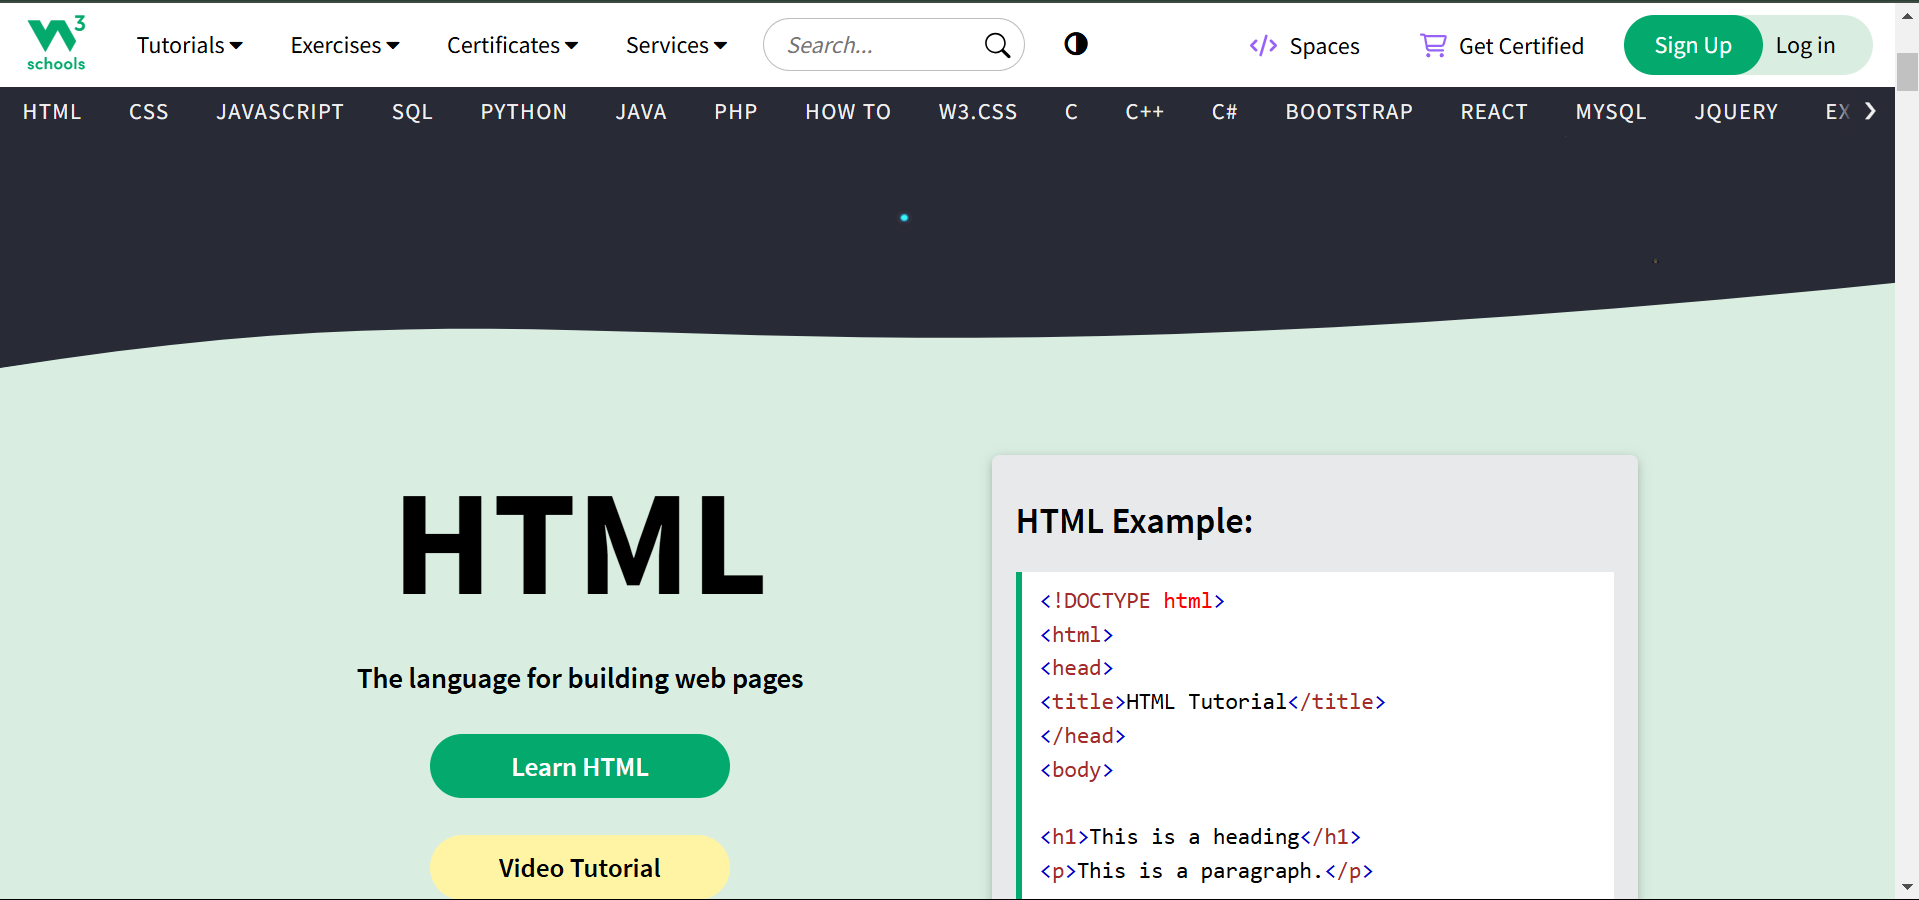 W3 schools
Tutorials Exercises Certificates Services Search... Spaces Get Certified Sign Up Log in
HTML CSS JAVASCRIPT SQL PYTHON JAVA PHP HOW TO W3.CSS C C++ C# BOOTSTRAP REACT MYSQL JQUERY EX ❯
HTML
The language for building web pages
Learn HTML
Video Tutorial
HTML Example:
<!DOCTYPE html>
<html>
<head>
<title>HTML Tutorial</title>
</head>
<body>
<h1>This is a heading</h1>
<p>This is a paragraph.</p>